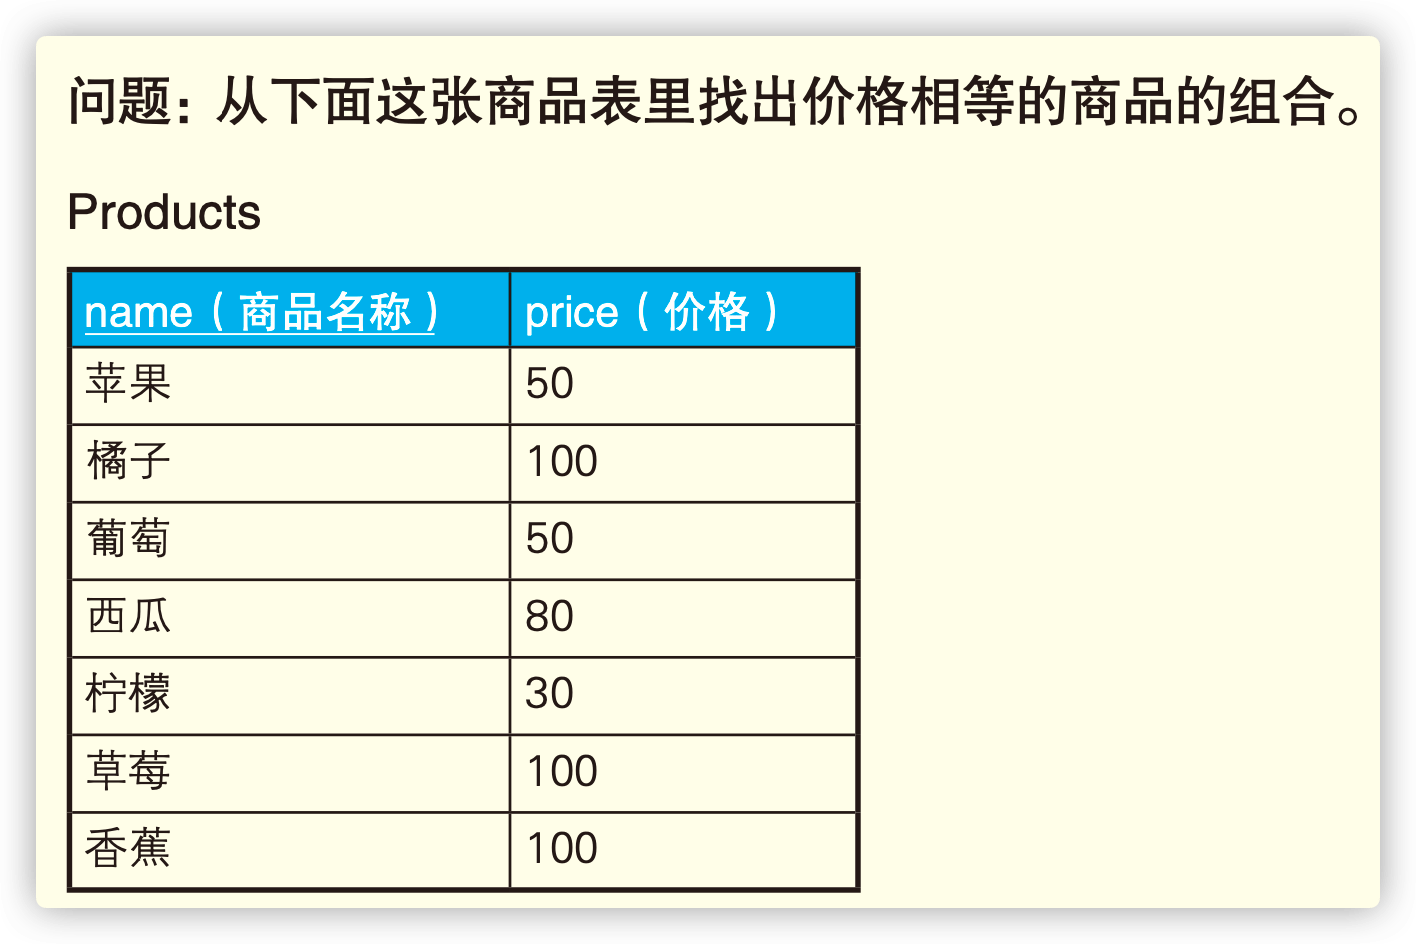 问题：从下面这张商品表里找出价格相等的商品的组合。
Products
name（商品名称） price（价格）
苹果 50
橘子 100
葡萄 50
西瓜 80
柠檬 30
草莓 100
香蕉 100